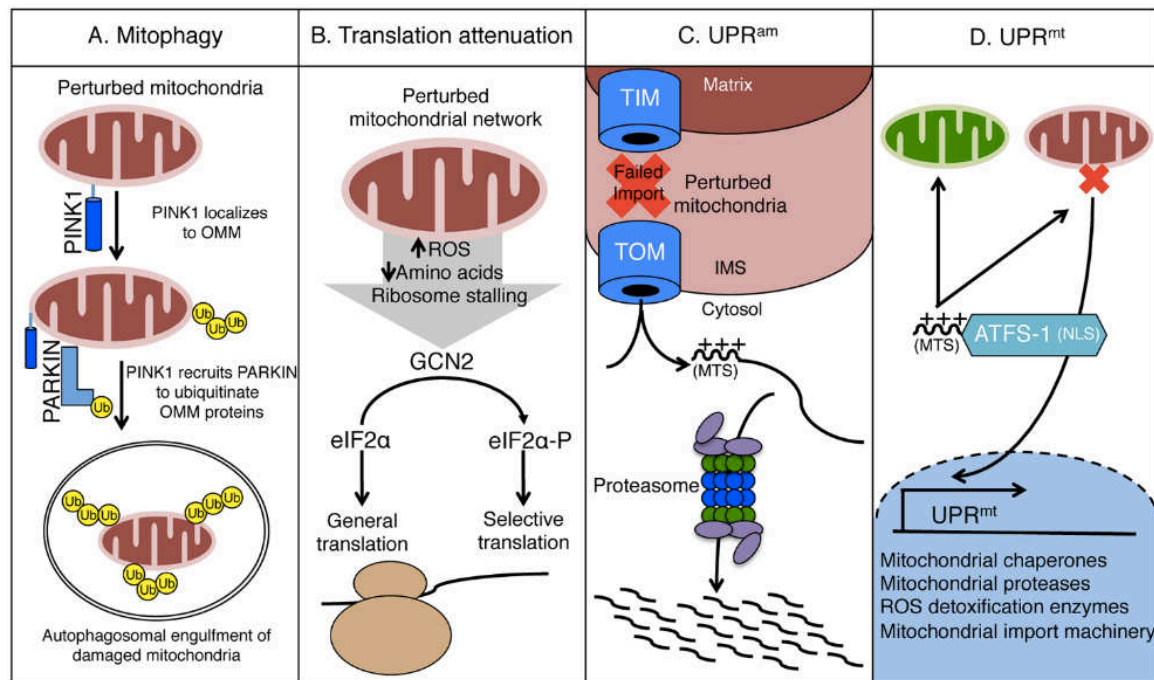 A. Mitophagy
Perturbed mitochondria
PINK1
PINK1 localizes
to OMM
Ub Ub Ub
PARKIN
Ub
PINK1 recruits PARKIN
to ubiquitinate
OMM proteins
Ub Ub Ub
Ub Ub Ub
Ub Ub Ub
Autophagosomal engulfment of
damaged mitochondria
B. Translation attenuation
Perturbed
mitochondrial network
ROS
Amino acids
Ribosome stalling
GCN2
eIF2α
eIF2α-P
General
translation
Selective
translation
C. UPRᵃᵐ
TIM
Matrix
Failed
Import
Perturbed
mitochondria
TOM
IMS
Cytosol
+++
(MTS)
Proteasome
D. UPRᵐᵗ
+++
(MTS)
ATFS-1 (NLS)
UPRᵐᵗ
Mitochondrial chaperones
Mitochondrial proteases
ROS detoxification enzymes
Mitochondrial import machinery